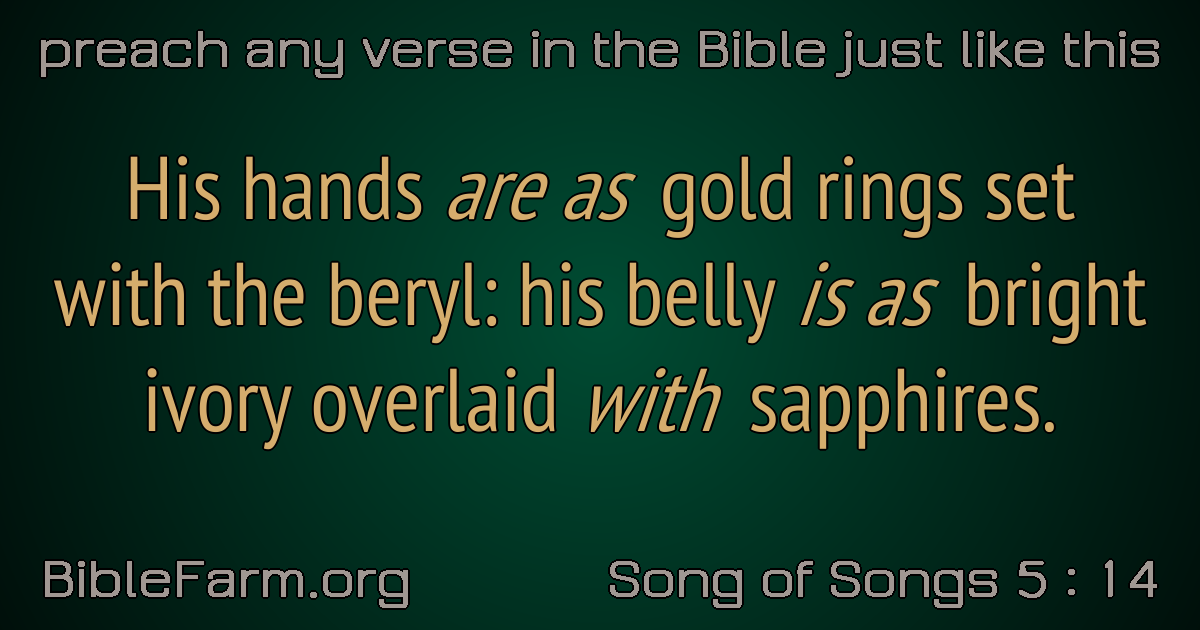 preach any verse in the Bible just like this
His hands are as gold rings set
with the beryl: his belly is as bright
ivory overlaid with sapphires.
BibleFarm.org
Song of Songs 5 : 14